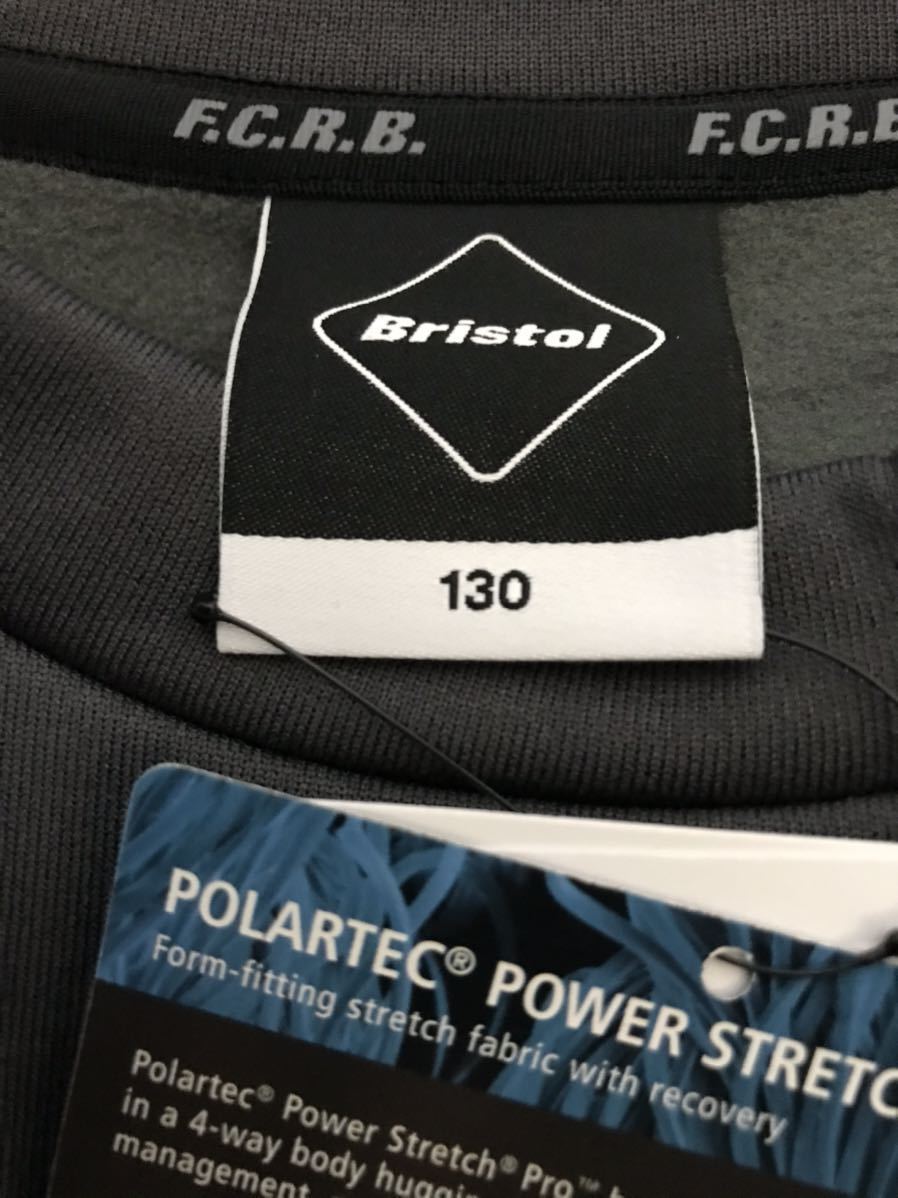 F.C.R.B. F.C.R.B
Bristol
130
POLARTEC® POWER STRETC
Form-fitting stretch fabric with recovery
Polartec® Power Stretch® Pro™
in a 4-way body huggin
management.